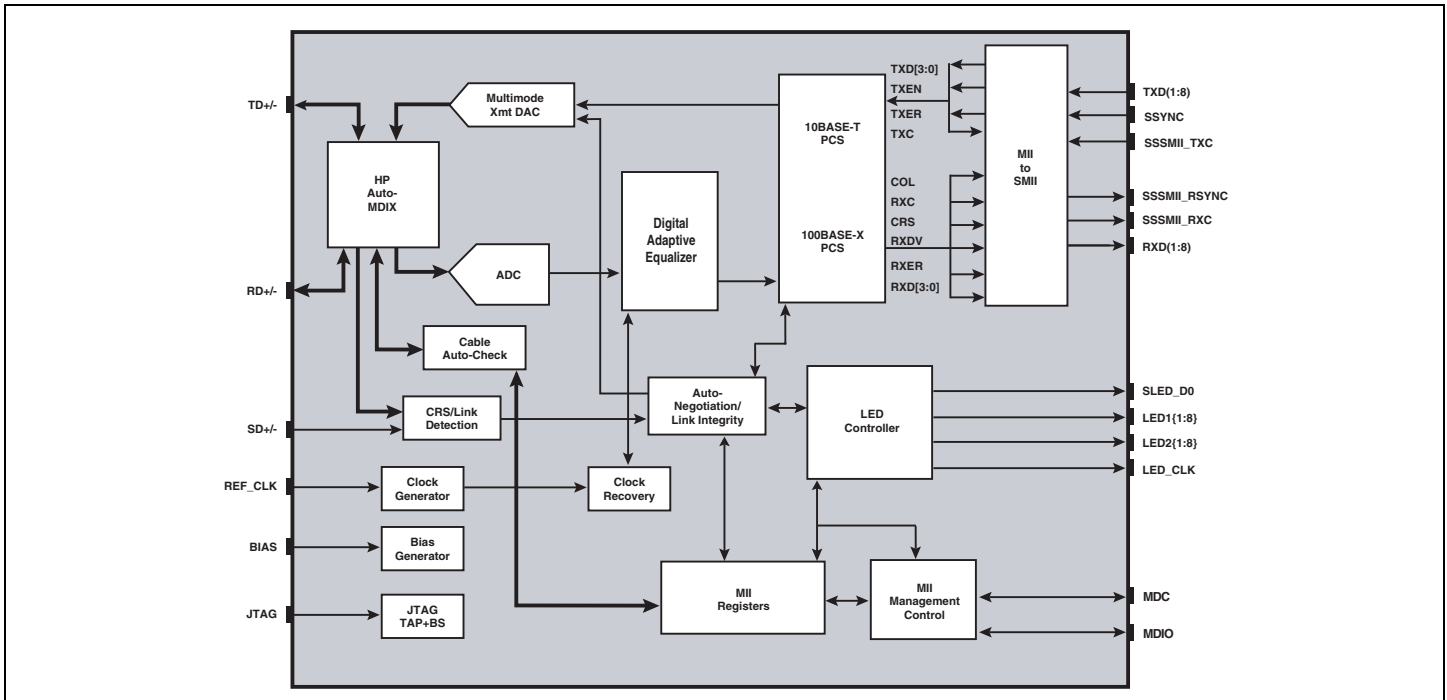 TD+/-
RD+/-
SD+/-
REF_CLK
BIAS
JTAG
Multimode
Xmt DAC
HP
Auto-
MDIX
ADC
Cable
Auto-Check
CRS/Link
Detection
Clock
Generator
Bias
Generator
JTAG
TAP+BS
Digital
Adaptive
Equalizer
Auto-
Negotiation/
Link Integrity
Clock
Recovery
MII
Registers
10BASE-T
PCS
100BASE-X
PCS
TXD[3:0]
TXEN
TXER
TXC
COL
RXC
CRS
RXDV
RXER
RXD[3:0]
MII
to
SMII
LED
Controller
MII
Management
Control
TXD(1:8)
SSYNC
SSSMII_TXC
SSSMII_RSYNC
SSSMII_RXC
RXD(1:8)
SLED_D0
LED1{1:8}
LED2{1:8}
LED_CLK
MDC
MDIO